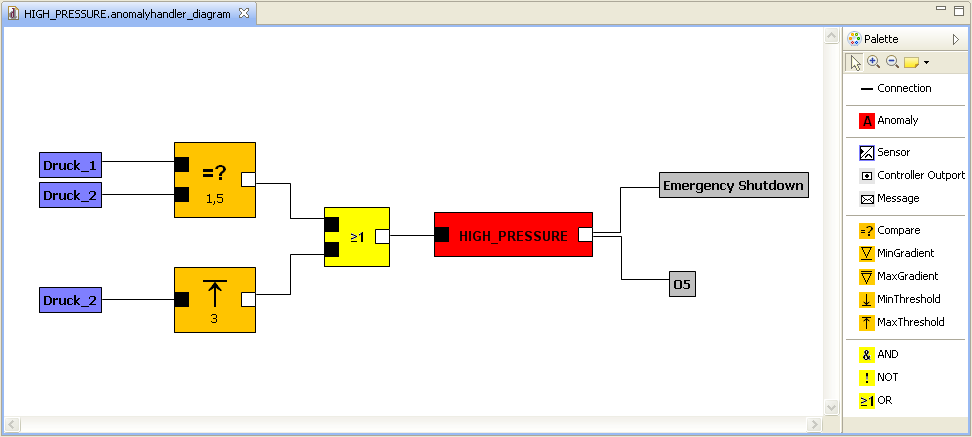 HIGH_PRESSURE.anomalyhandler_diagram
Druck_1
Druck_2
=?
1,5
Druck_2
3
≥1
HIGH_PRESSURE
Emergency Shutdown
O5
Palette
Connection
A Anomaly
Sensor
Controller Outport
Message
=? Compare
MinGradient
MaxGradient
MinThreshold
MaxThreshold
& AND
! NOT
≥1 OR